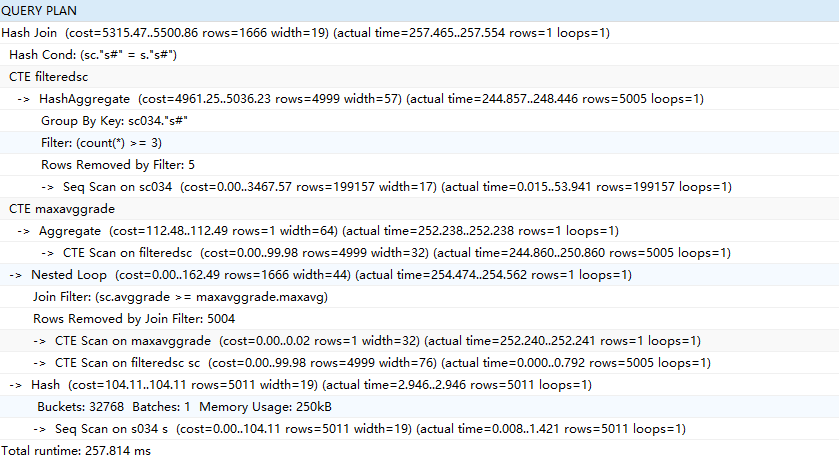 QUERY PLAN
Hash Join  (cost=5315.47..5500.86 rows=1666 width=19) (actual time=257.465..257.554 rows=1 loops=1)
Hash Cond: (sc."s#" = s."s#")
CTE filteredsc
->  HashAggregate  (cost=4961.25..5036.23 rows=4999 width=57) (actual time=244.857..248.446 rows=5005 loops=1)
Group By Key: sc034."s#"
Filter: (count(*) >= 3)
Rows Removed by Filter: 5
->  Seq Scan on sc034  (cost=0.00..3467.57 rows=199157 width=17) (actual time=0.015..53.941 rows=199157 loops=1)
CTE maxavggrade
->  Aggregate  (cost=112.48..112.49 rows=1 width=64) (actual time=252.238..252.238 rows=1 loops=1)
->  CTE Scan on filteredsc  (cost=0.00..99.98 rows=4999 width=32) (actual time=244.860..250.860 rows=5005 loops=1)
->  Nested Loop  (cost=0.00..162.49 rows=1666 width=44) (actual time=254.474..254.562 rows=1 loops=1)
Join Filter: (sc.avggrade >= maxavggrade.maxavg)
Rows Removed by Join Filter: 5004
->  CTE Scan on maxavggrade  (cost=0.00..0.02 rows=1 width=32) (actual time=252.240..252.241 rows=1 loops=1)
->  CTE Scan on filteredsc sc  (cost=0.00..99.98 rows=4999 width=76) (actual time=0.000..0.792 rows=5005 loops=1)
->  Hash  (cost=104.11..104.11 rows=5011 width=19) (actual time=2.946..2.946 rows=5011 loops=1)
Buckets: 32768  Batches: 1  Memory Usage: 250kB
->  Seq Scan on s034 s  (cost=0.00..104.11 rows=5011 width=19) (actual time=0.008..1.421 rows=5011 loops=1)
Total runtime: 257.814 ms